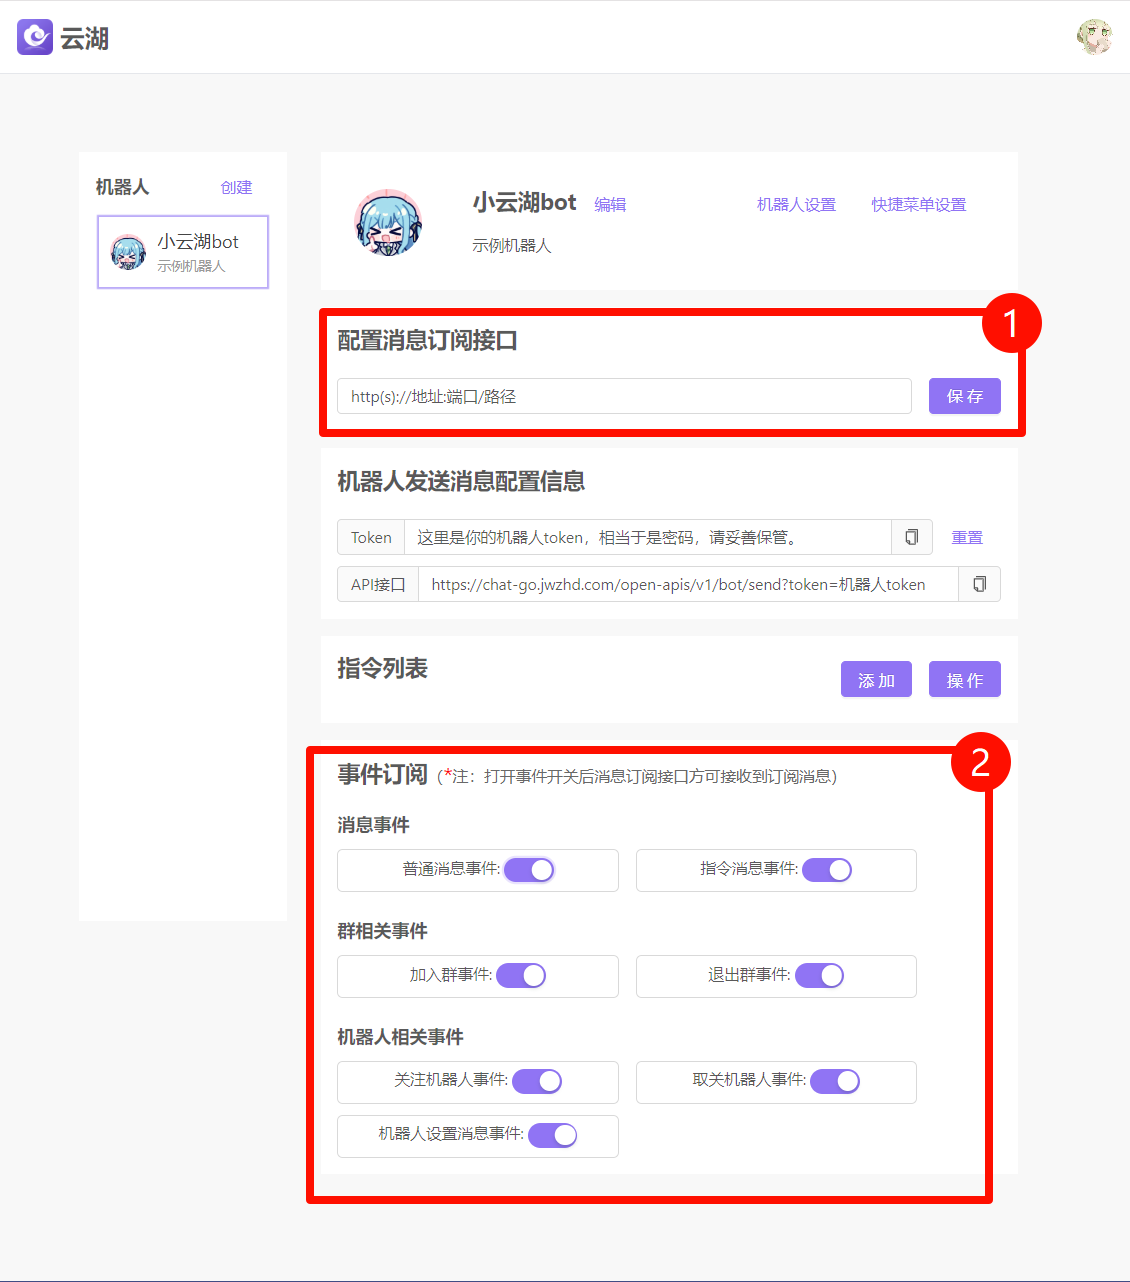 云湖
机器人 创建
小云湖bot
示例机器人
小云湖bot 编辑 机器人设置 快捷菜单设置
示例机器人
1
配置消息订阅接口
http(s)://地址:端口/路径 保存
机器人发送消息配置信息
Token 这里是你的机器人token，相当于是密码，请妥善保管。 重置
API接口 https://chat-go.jwzhd.com/open-apis/v1/bot/send?token=机器人token
指令列表 添加 操作
2
事件订阅 (*注：打开事件开关后消息订阅接口方可接收到订阅消息)
消息事件
普通消息事件: 指令消息事件:
群相关事件
加入群事件: 退出群事件:
机器人相关事件
关注机器人事件: 取关机器人事件:
机器人设置消息事件: